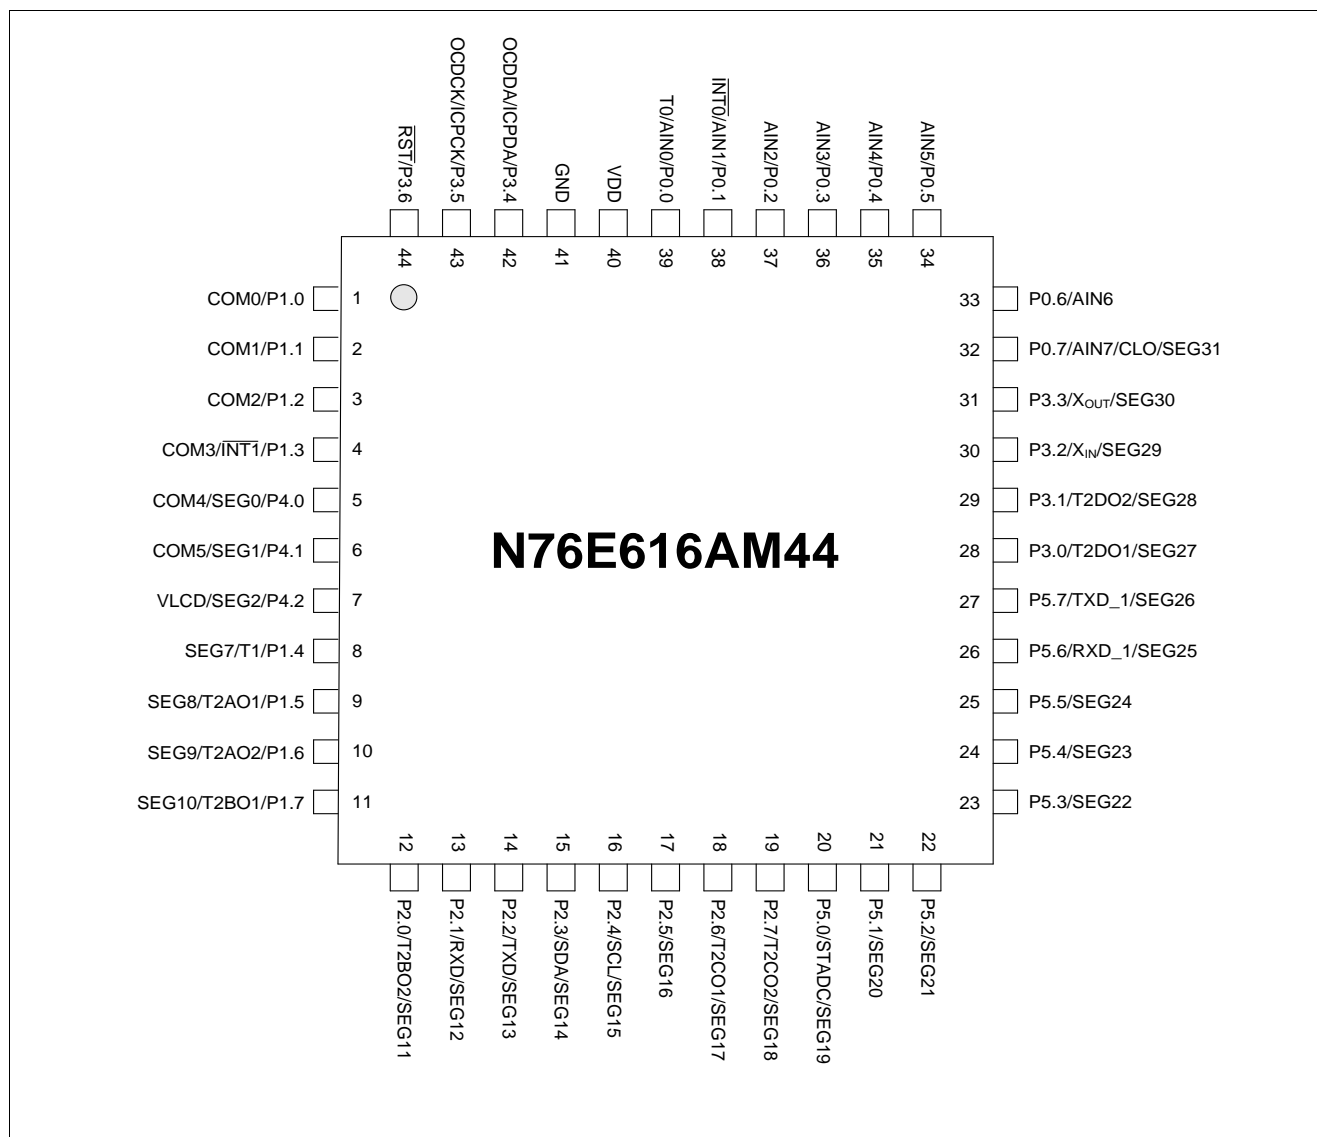 OCDCK/ICPCK/P3.5
OCDDA/ICPDA/P3.4
RST/P3.6
GND
VDD
T0/AIN0/P0.0
INT0/AIN1/P0.1
AIN2/P0.2
AIN3/P0.3
AIN4/P0.4
AIN5/P0.5
44
43
42
41
40
39
38
37
36
35
34
COM0/P1.0 1
COM1/P1.1 2
COM2/P1.2 3
COM3/INT1/P1.3 4
COM4/SEG0/P4.0 5
COM5/SEG1/P4.1 6
VLCD/SEG2/P4.2 7
SEG7/T1/P1.4 8
SEG8/T2AO1/P1.5 9
SEG9/T2AO2/P1.6 10
SEG10/T2BO1/P1.7 11
N76E616AM44
33 P0.6/AIN6
32 P0.7/AIN7/CLO/SEG31
31 P3.3/XOUT/SEG30
30 P3.2/XIN/SEG29
29 P3.1/T2DO2/SEG28
28 P3.0/T2DO1/SEG27
27 P5.7/TXD_1/SEG26
26 P5.6/RXD_1/SEG25
25 P5.5/SEG24
24 P5.4/SEG23
23 P5.3/SEG22
12
13
14
15
16
17
18
19
20
21
22
P2.0/T2BO2/SEG11
P2.1/RXD/SEG12
P2.2/TXD/SEG13
P2.3/SDA/SEG14
P2.4/SCL/SEG15
P2.5/SEG16
P2.6/T2CO1/SEG17
P2.7/T2CO2/SEG18
P5.0/STADC/SEG19
P5.1/SEG20
P5.2/SEG21